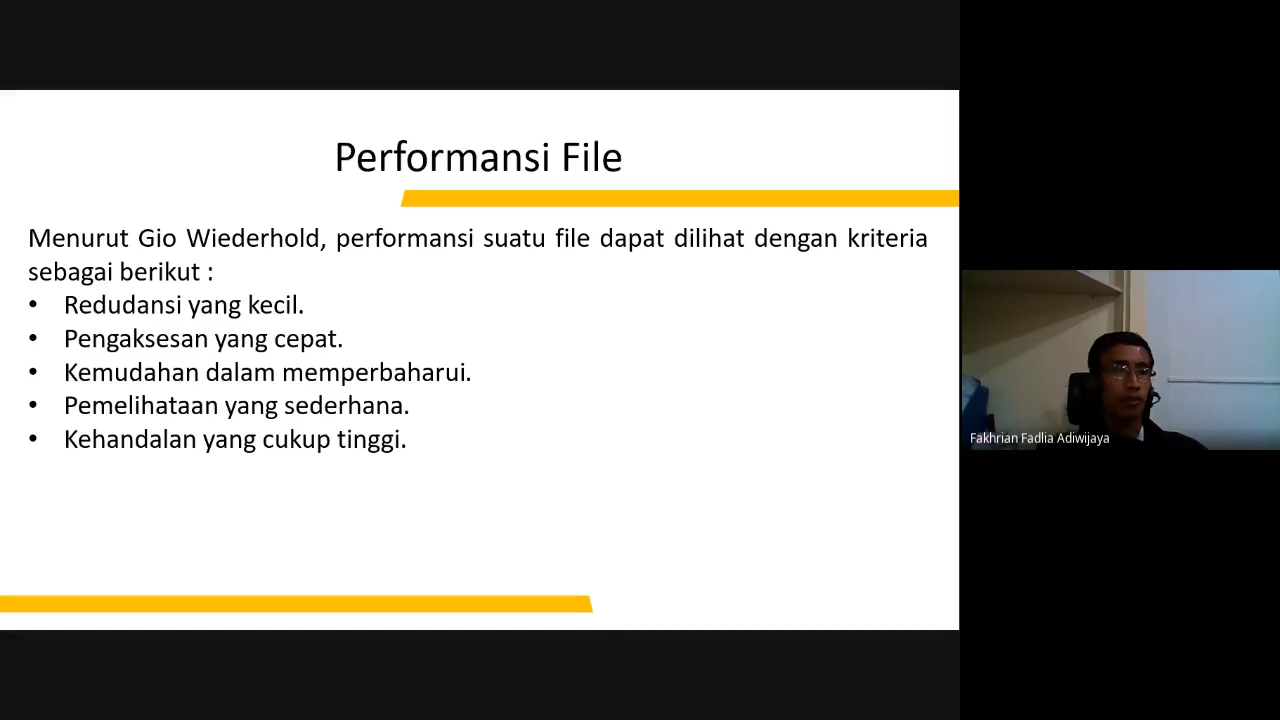 Performansi File
Menurut Gio Wiederhold, performansi suatu file dapat dilihat dengan kriteria
sebagai berikut :
• Redudansi yang kecil.
• Pengaksesan yang cepat.
• Kemudahan dalam memperbaharui.
• Pemelihataan yang sederhana.
• Kehandalan yang cukup tinggi.
Fakhrian Fadlia Adiwijaya